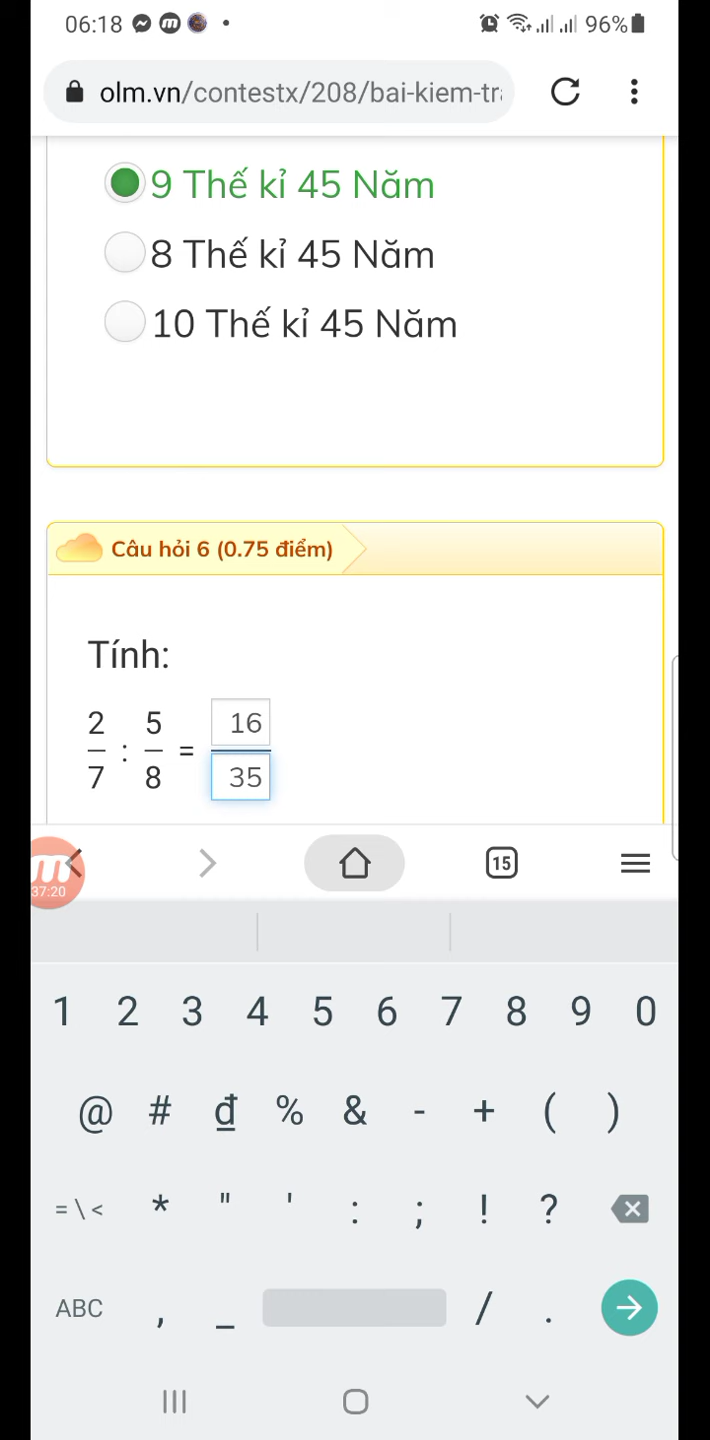 06:18
96%
olm.vn/contestx/208/bai-kiem-tr
9 Thế kỉ 45 Năm
8 Thế kỉ 45 Năm
10 Thế kỉ 45 Năm
Câu hỏi 6 (0.75 điểm)
Tính:
2/7 : 5/8 = 16/35
15
37:20
1 2 3 4 5 6 7 8 9 0
@ # ₫ % & - + ( )
= \ < * " ' : ; ! ?
ABC , _ / .